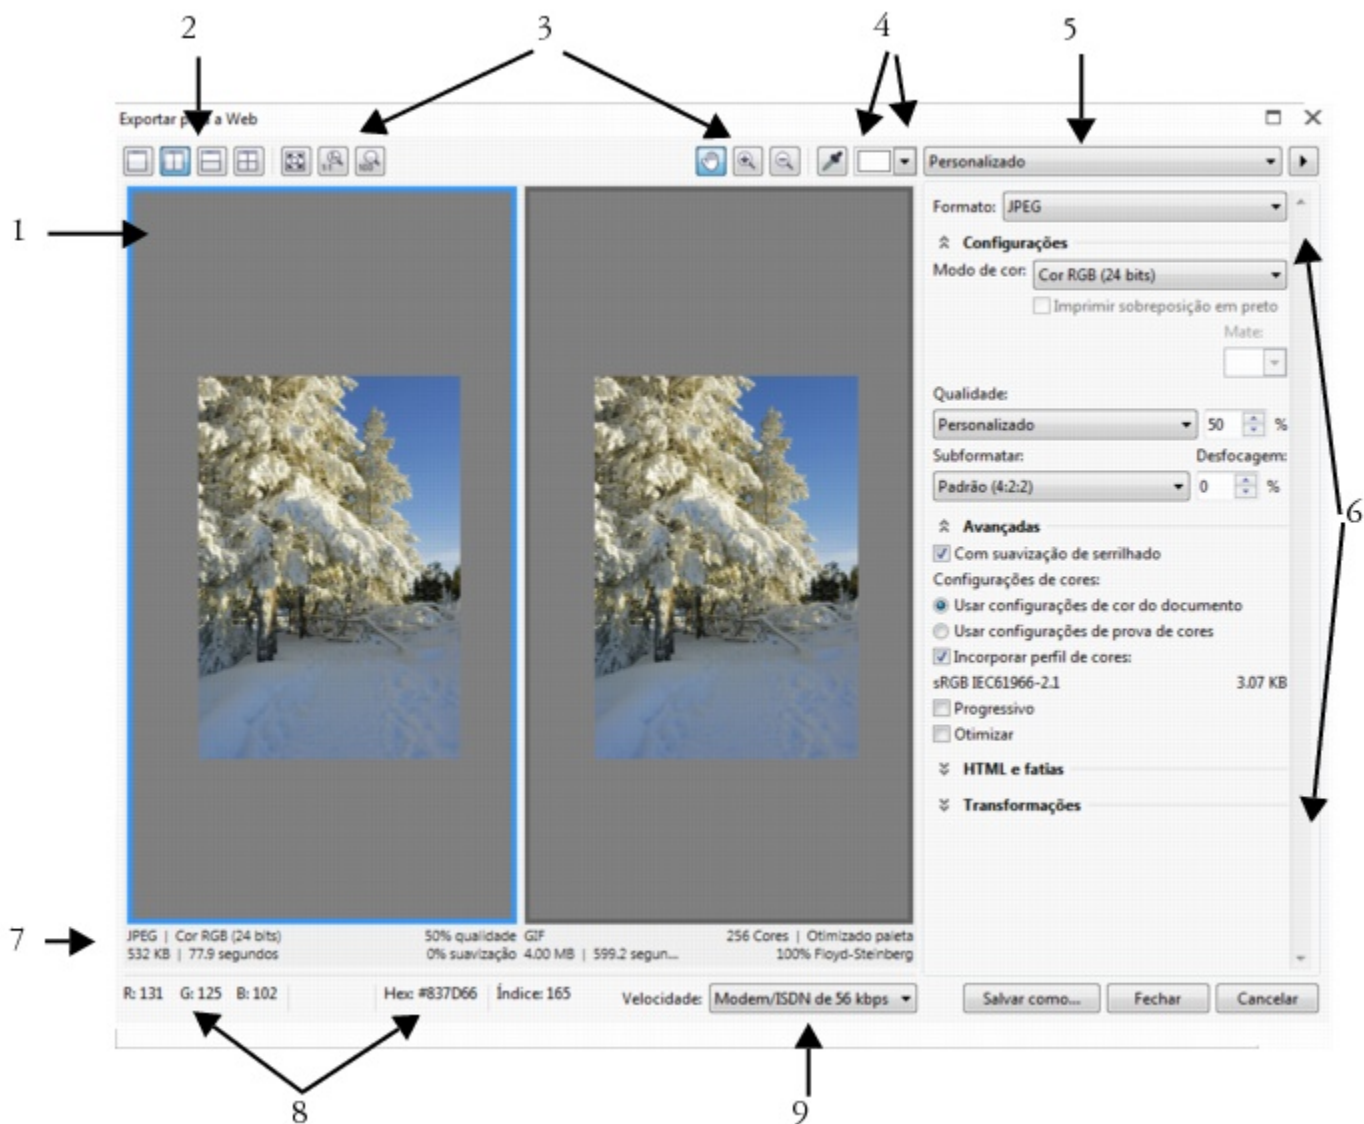 2 3 4 5
Exportar para a Web
Personalizado
1
Formato: JPEG
Configurações
Modo de cor: Cor RGB (24 bits)
Imprimir sobreposição em preto
Mate:
Qualidade:
Personalizado 50 %
Subformatar: Desfocagem:
Padrão (4:2:2) 0 %
6
Avançadas
Com suavização de serrilhado
Configurações de cores:
Usar configurações de cor do documento
Usar configurações de prova de cores
Incorporar perfil de cores:
sRGB IEC61966-2.1 3.07 KB
Progressivo
Otimizar
HTML e fatias
Transformações
7
JPEG | Cor RGB (24 bits) 50% qualidade GIF 256 Cores | Otimizado paleta
532 KB | 77.9 segundos 0% suavização 4.00 MB | 599.2 segun... 100% Floyd-Steinberg
R: 131 G: 125 B: 102 Hex: #837D66 Índice: 165 Velocidade: Modem/ISDN de 56 kbps Salvar como... Fechar Cancelar
8 9